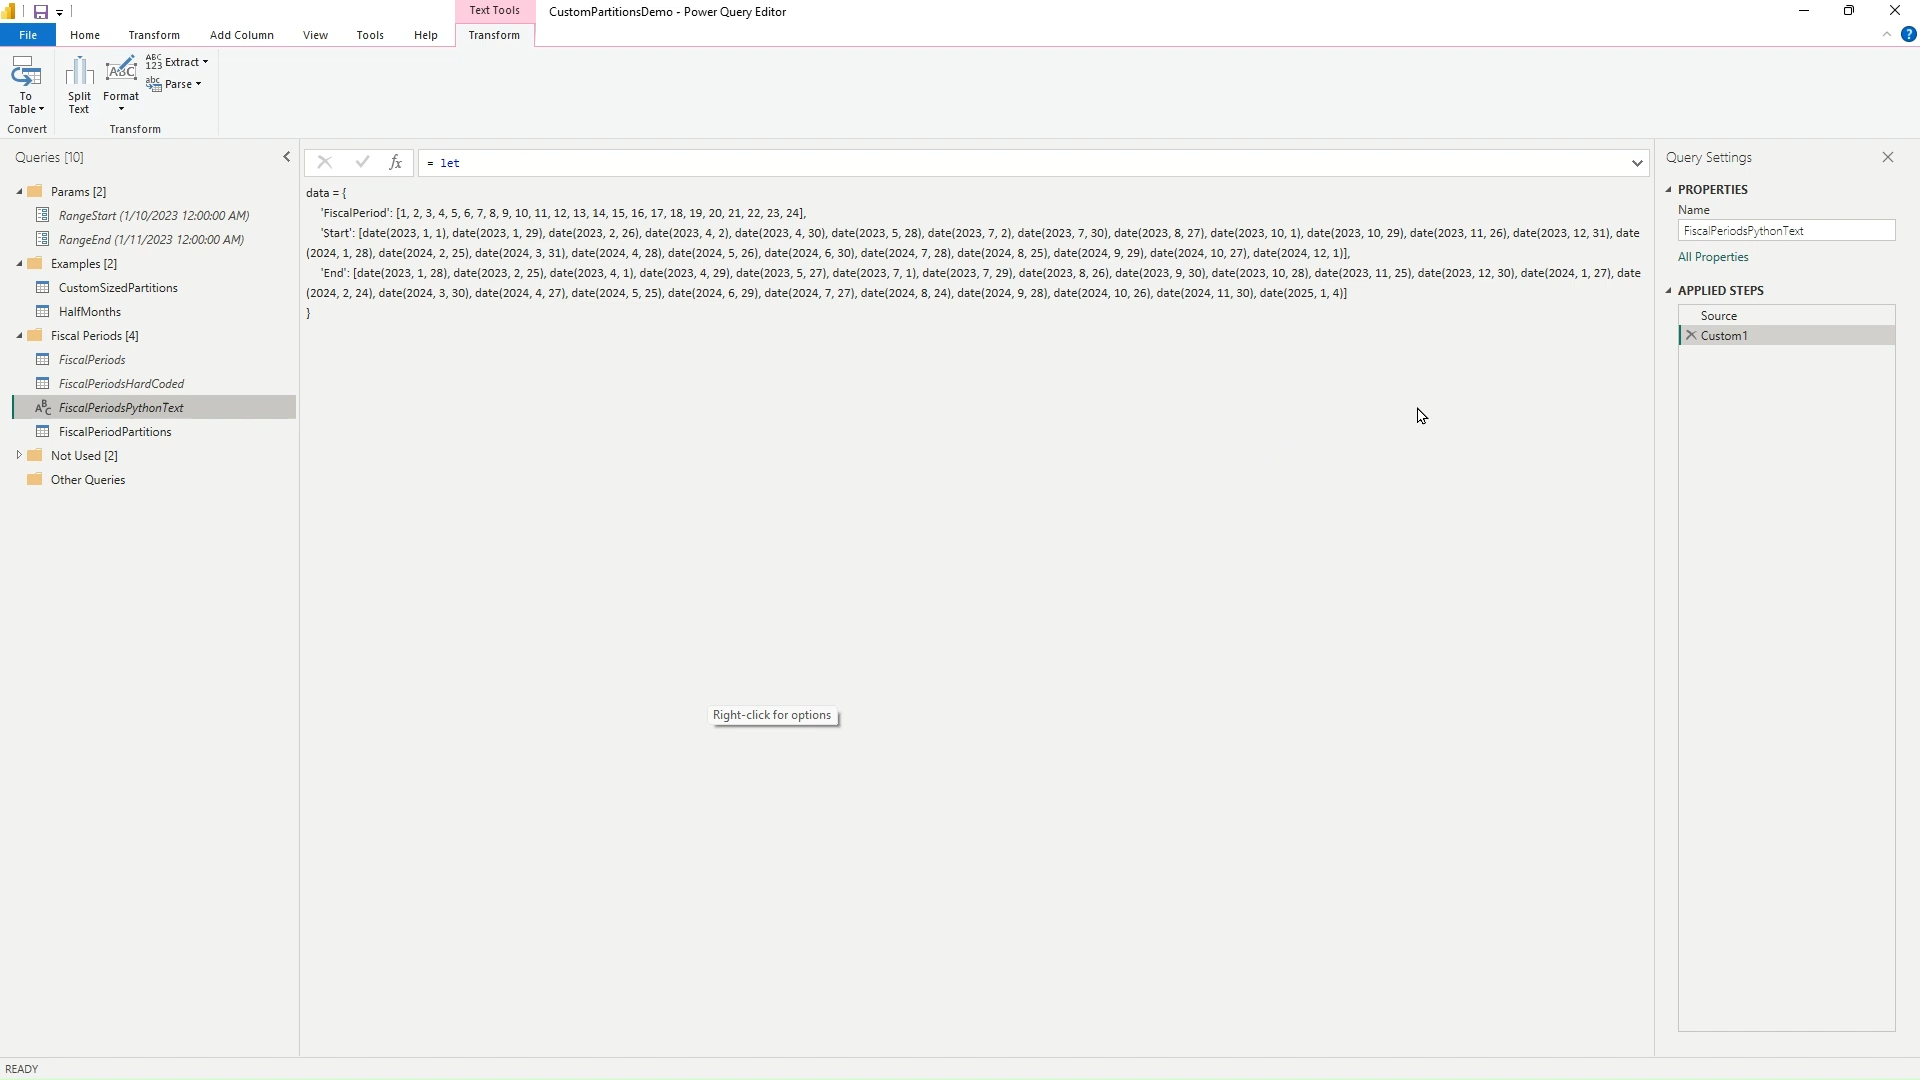 Text Tools
CustomPartitionsDemo - Power Query Editor
File
Home
Transform
Add Column
View
Tools
Help
Transform
?
To
Table
Split
Text
ABC
Format
ABC
123 Extract
abc Parse
Convert
Transform
Queries [10]
fx
= let
Params [2]
RangeStart (1/10/2023 12:00:00 AM)
RangeEnd (1/11/2023 12:00:00 AM)
Examples [2]
CustomSizedPartitions
HalfMonths
Fiscal Periods [4]
FiscalPeriods
FiscalPeriodsHardCoded
ABC FiscalPeriodsPythonText
FiscalPeriodPartitions
Not Used [2]
Other Queries
data = {
'FiscalPeriod': [1, 2, 3, 4, 5, 6, 7, 8, 9, 10, 11, 12, 13, 14, 15, 16, 17, 18, 19, 20, 21, 22, 23, 24],
'Start': [date(2023, 1, 1), date(2023, 1, 29), date(2023, 2, 26), date(2023, 4, 2), date(2023, 4, 30), date(2023, 5, 28), date(2023, 7, 2), date(2023, 7, 30), date(2023, 8, 27), date(2023, 10, 1), date(2023, 10, 29), date(2023, 11, 26), date(2023, 12, 31), date
(2024, 1, 28), date(2024, 2, 25), date(2024, 3, 31), date(2024, 4, 28), date(2024, 5, 26), date(2024, 6, 30), date(2024, 7, 28), date(2024, 8, 25), date(2024, 9, 29), date(2024, 10, 27), date(2024, 12, 1)],
'End': [date(2023, 1, 28), date(2023, 2, 25), date(2023, 4, 1), date(2023, 4, 29), date(2023, 5, 27), date(2023, 7, 1), date(2023, 7, 29), date(2023, 8, 26), date(2023, 9, 30), date(2023, 10, 28), date(2023, 11, 25), date(2023, 12, 30), date(2024, 1, 27), date
(2024, 2, 24), date(2024, 3, 30), date(2024, 4, 27), date(2024, 5, 25), date(2024, 6, 29), date(2024, 7, 27), date(2024, 8, 24), date(2024, 9, 28), date(2024, 10, 26), date(2024, 11, 30), date(2025, 1, 4)]
}
Right-click for options
Query Settings
PROPERTIES
Name
FiscalPeriodsPythonText
All Properties
APPLIED STEPS
Source
Custom1
READY